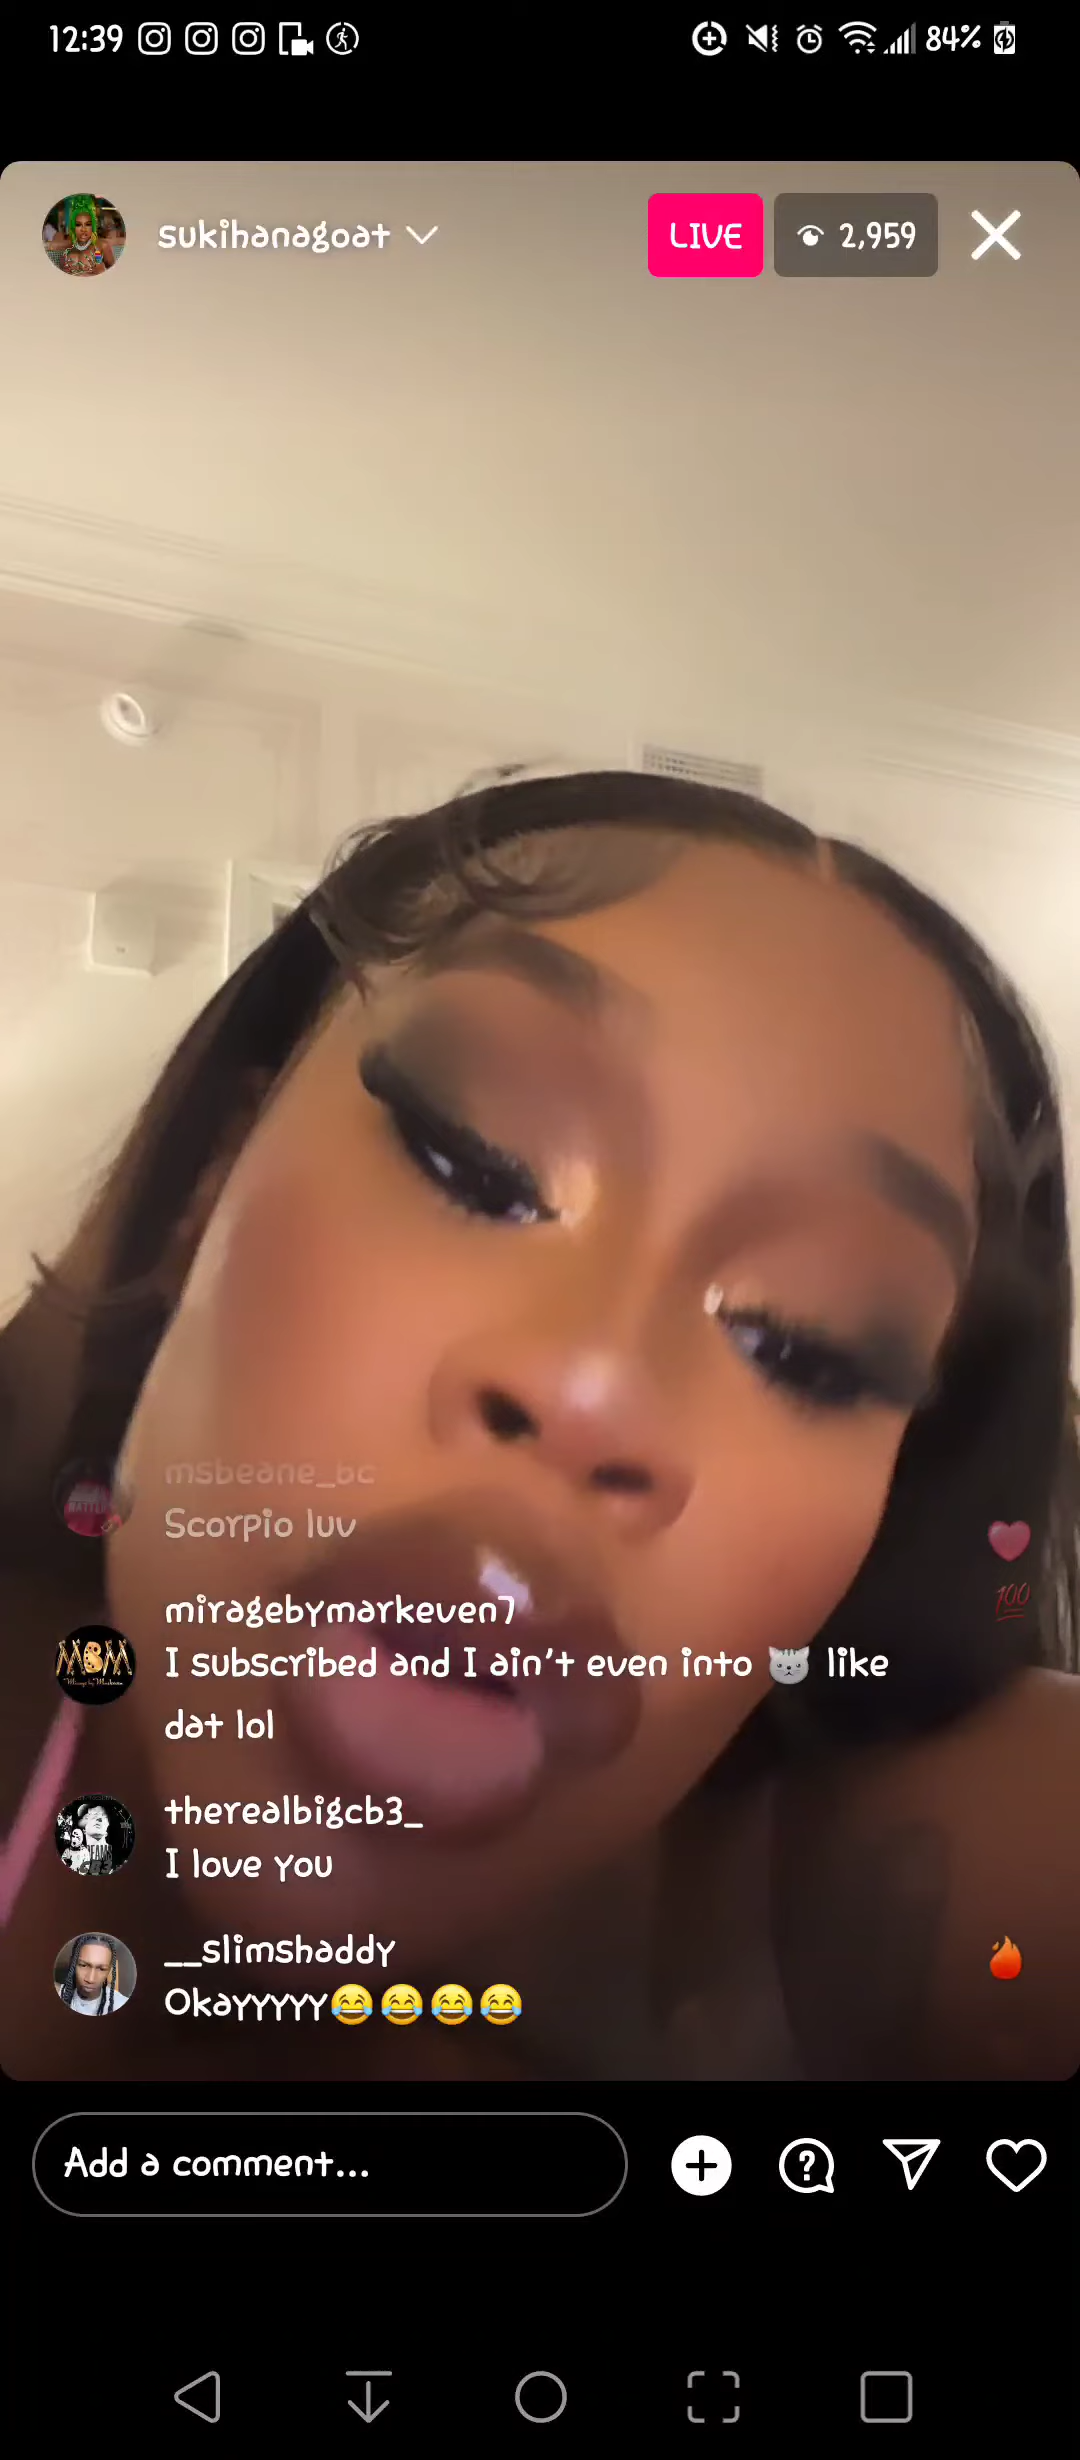 12:39
84%
sukihanagoat
LIVE
2,959
msbeane_bc
Scorpio luv
miragebymarkeven7
I subscribed and I ain't even into 🐱 like
dat lol
therealbigcb3_
I love you
__slimshaddy
Okayyyyy😂😂😂😂
💯
Add a comment...